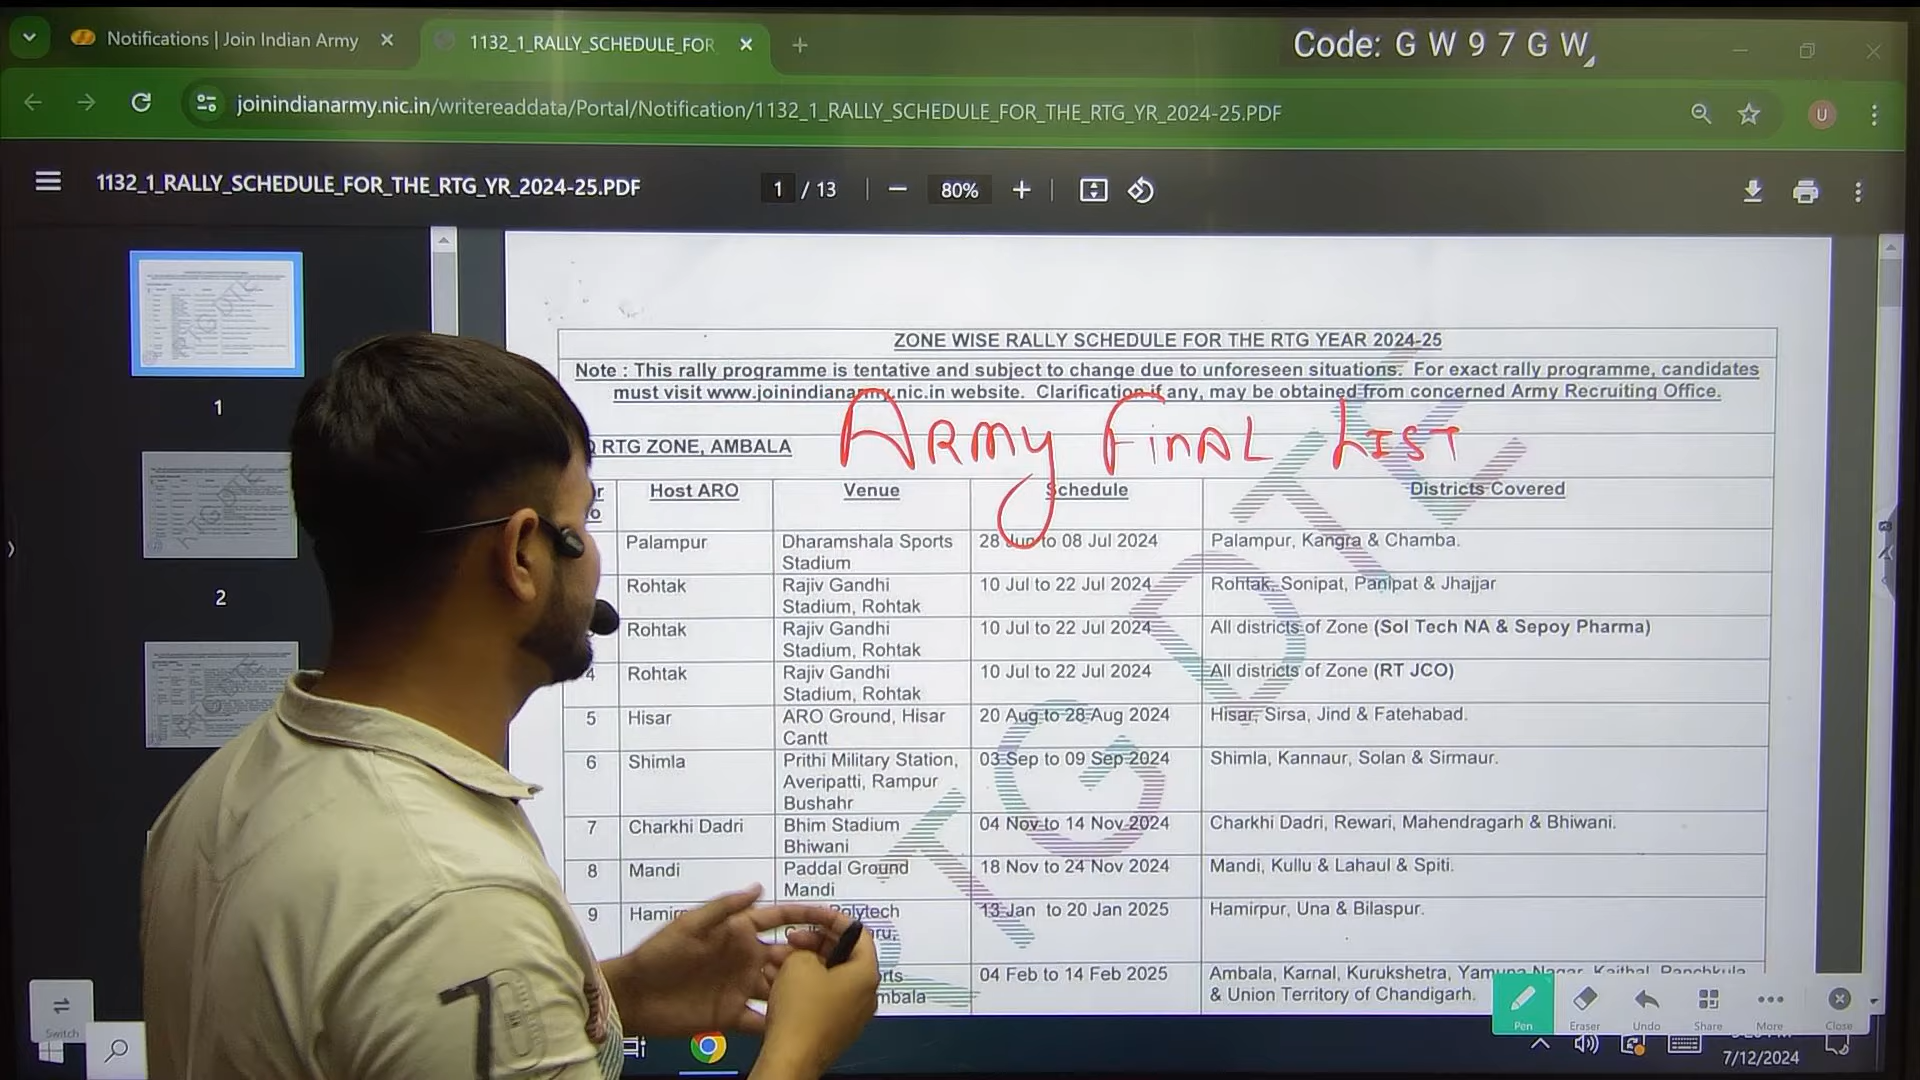 Notifications | Join Indian Army
1132_1_RALLY_SCHEDULE_FOR
Code: G W 9 7 G W
joinindianarmy.nic.in/writereaddata/Portal/Notification/1132_1_RALLY_SCHEDULE_FOR_THE_RTG_YR_2024-25.PDF
U
1132_1_RALLY_SCHEDULE_FOR_THE_RTG_YR_2024-25.PDF
1 / 13
80%
1
2
ZONE WISE RALLY SCHEDULE FOR THE RTG YEAR 2024-25
Note : This rally programme is tentative and subject to change due to unforeseen situations. For exact rally programme, candidates
must visit www.joinindianarmy.nic.in website. Clarification if any, may be obtained from concerned Army Recruiting Office.
ARMY FINAL LIST
RTG ZONE, AMBALA
Host ARO Venue Schedule Districts Covered
Palampur Dharamshala Sports 28 Jun to 08 Jul 2024 Palampur, Kangra & Chamba.
Stadium
Rohtak Rajiv Gandhi 10 Jul to 22 Jul 2024 Rohtak, Sonipat, Panipat & Jhajjar
Stadium, Rohtak
Rohtak Rajiv Gandhi 10 Jul to 22 Jul 2024 All districts of Zone (Sol Tech NA & Sepoy Pharma)
Stadium, Rohtak
4 Rohtak Rajiv Gandhi 10 Jul to 22 Jul 2024 All districts of Zone (RT JCO)
Stadium, Rohtak
5 Hisar ARO Ground, Hisar 20 Aug to 28 Aug 2024 Hisar, Sirsa, Jind & Fatehabad.
Cantt
6 Shimla Prithi Military Station, 03 Sep to 09 Sep 2024 Shimla, Kannaur, Solan & Sirmaur.
Averipatti, Rampur
Bushahr
7 Charkhi Dadri Bhim Stadium 04 Nov to 14 Nov 2024 Charkhi Dadri, Rewari, Mahendragarh & Bhiwani.
Bhiwani
8 Mandi Paddal Ground 18 Nov to 24 Nov 2024 Mandi, Kullu & Lahaul & Spiti.
Mandi
9 Polytech 13 Jan to 20 Jan 2025 Hamirpur, Una & Bilaspur.
04 Feb to 14 Feb 2025 Ambala, Karnal, Kurukshetra, Yamuna Nagar, Kaithal, Panchkula
& Union Territory of Chandigarh.
RTG DTE
Switch
Pen Eraser Undo Share More Close
7/12/2024